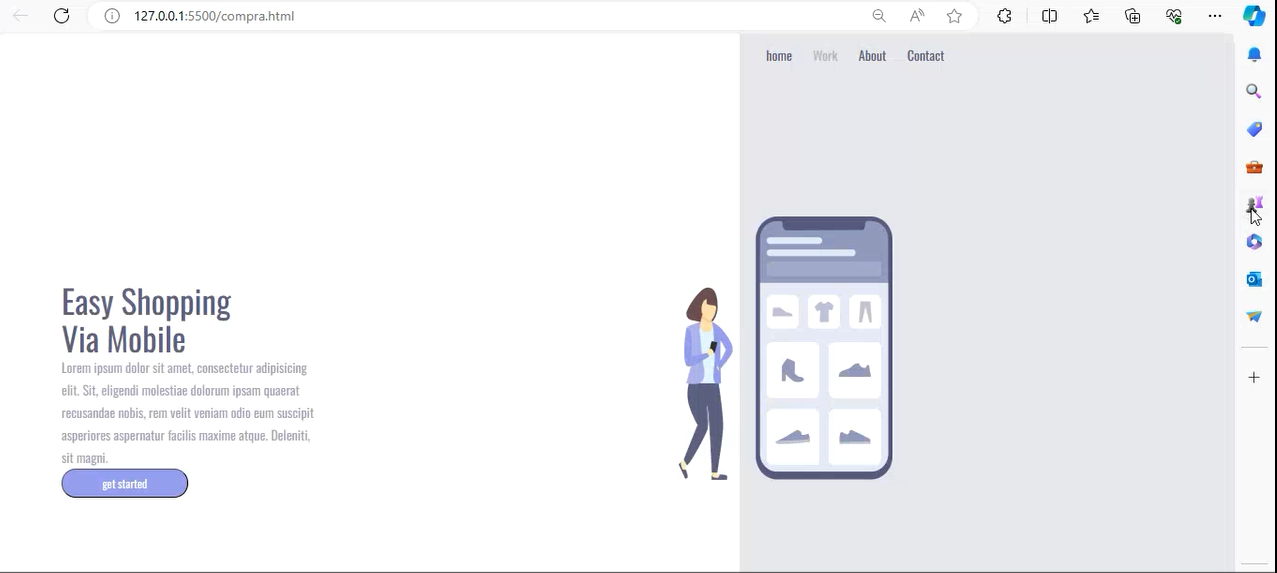 127.0.0.1:5500/compra.html
home Work About Contact
Easy Shopping
Via Mobile
Lorem ipsum dolor sit amet, consectetur adipisicing
elit. Sit, eligendi molestiae dolorum ipsam quaerat
recusandae nobis, rem velit veniam odio eum suscipit
asperiores aspernatur facilis maxime atque. Deleniti,
sit magni.
get started